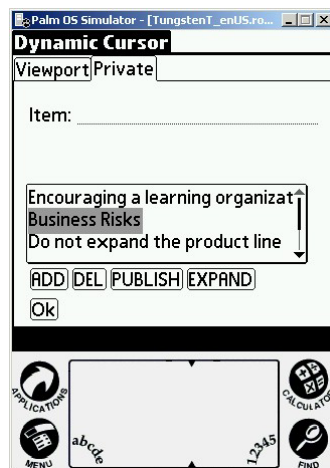 Palm OS Simulator - [TungstenT_enUS.ro...
Dynamic Cursor
Viewport Private
Item:
Encouraging a learning organizat
Business Risks
Do not expand the product line
ADD DEL PUBLISH EXPAND
Ok
APPLICATIONS
CALCULATOR
abcde
12345
MENU
FIND